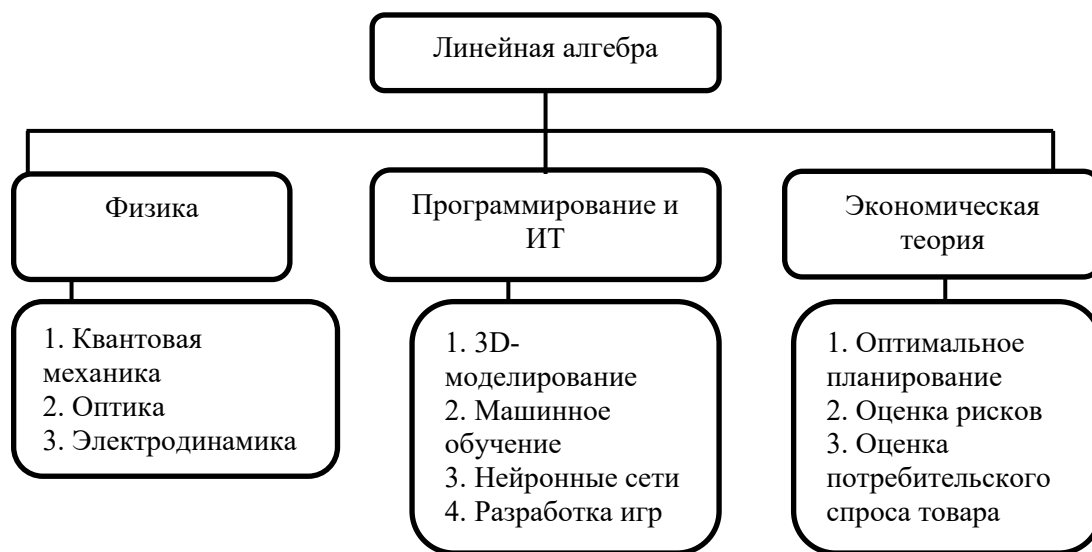 Линейная алгебра
Физика
Программирование и
ИТ
Экономическая
теория
1. Квантовая
механика
2. Оптика
3. Электродинамика
1. 3D-
моделирование
2. Машинное
обучение
3. Нейронные сети
4. Разработка игр
1. Оптимальное
планирование
2. Оценка рисков
3. Оценка
потребительского
спроса товара